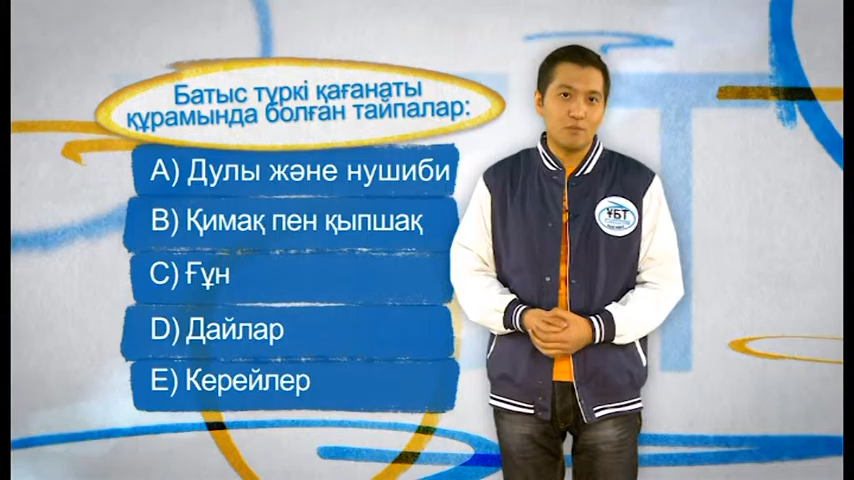 Батыс түркі қағанаты
құрамында болған тайпалар:
A) Дулы және нушиби
B) Қимақ пен қыпшақ
C) Ғұн
D) Дайлар
E) Керейлер
ҰБТ